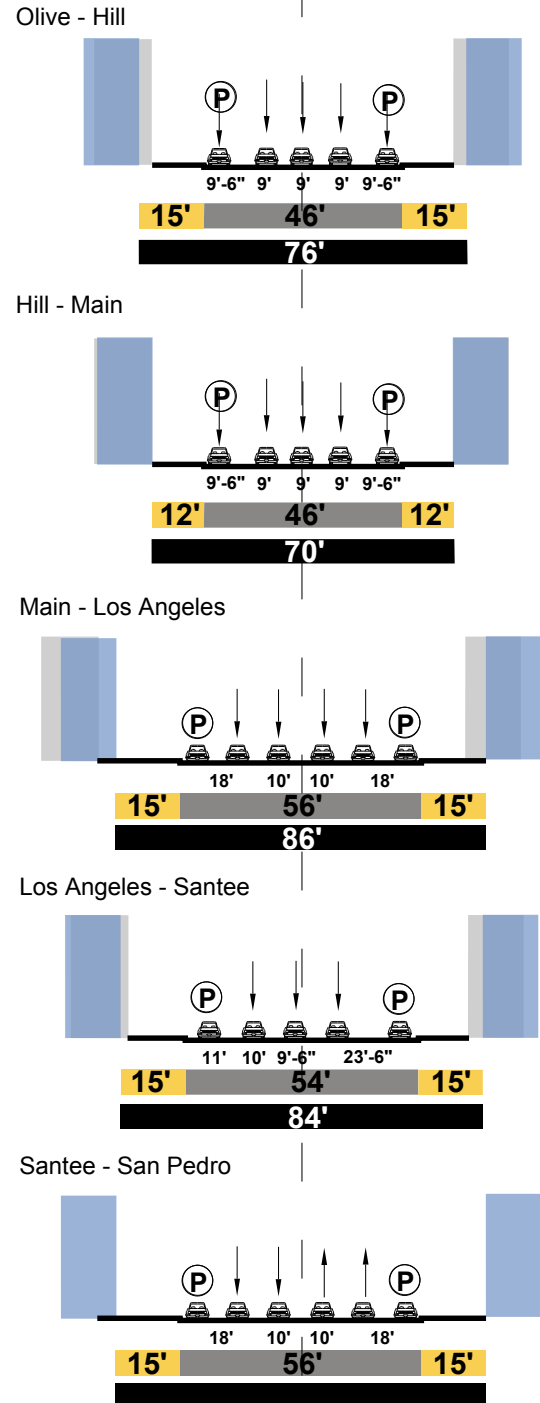 Olive - Hill
P P
9'-6" 9' 9' 9' 9'-6"
15' 46' 15'
76'
Hill - Main
P P
9'-6" 9' 9' 9' 9'-6"
12' 46' 12'
70'
Main - Los Angeles
P P
18' 10' 10' 18'
15' 56' 15'
86'
Los Angeles - Santee
P P
11' 10' 9'-6" 23'-6"
15' 54' 15'
84'
Santee - San Pedro
P P
18' 10' 10' 18'
15' 56' 15'